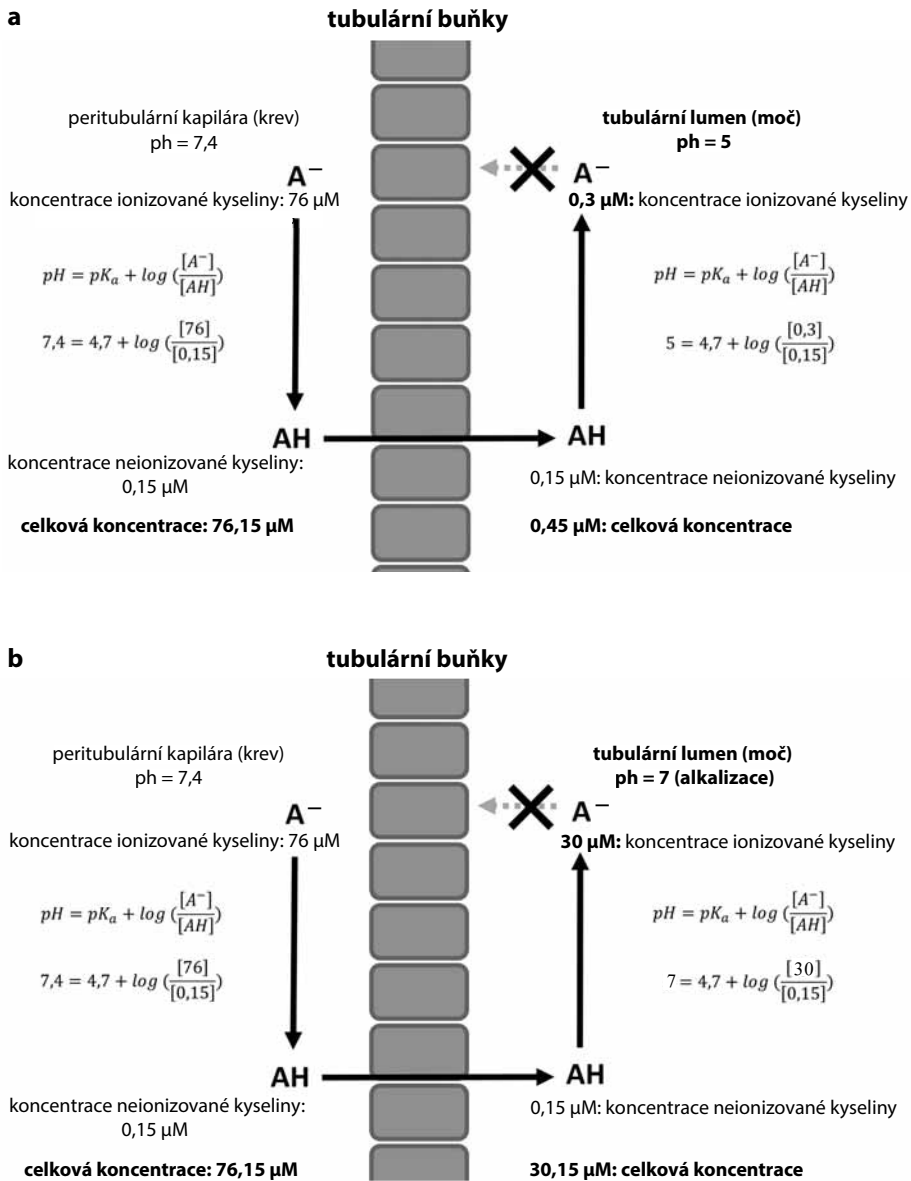 a
tubulární buňky
peritubulární kapilára (krev)
ph = 7,4
A⁻
koncentrace ionizované kyseliny: 76 µM
pH = pKₐ + log ([A⁻]/[AH])
7,4 = 4,7 + log ([76]/[0,15])
AH
koncentrace neionizované kyseliny:
0,15 µM
celková koncentrace: 76,15 µM
tubulární lumen (moč)
ph = 5
A⁻
0,3 µM: koncentrace ionizované kyseliny
pH = pKₐ + log ([A⁻]/[AH])
5 = 4,7 + log ([0,3]/[0,15])
AH
0,15 µM: koncentrace neionizované kyseliny
0,45 µM: celková koncentrace
b
tubulární buňky
peritubulární kapilára (krev)
ph = 7,4
A⁻
koncentrace ionizované kyseliny: 76 µM
pH = pKₐ + log ([A⁻]/[AH])
7,4 = 4,7 + log ([76]/[0,15])
AH
koncentrace neionizované kyseliny:
0,15 µM
celková koncentrace: 76,15 µM
tubulární lumen (moč)
ph = 7 (alkalizace)
A⁻
30 µM: koncentrace ionizované kyseliny
pH = pKₐ + log ([A⁻]/[AH])
7 = 4,7 + log ([30]/[0,15])
AH
0,15 µM: koncentrace neionizované kyseliny
30,15 µM: celková koncentrace